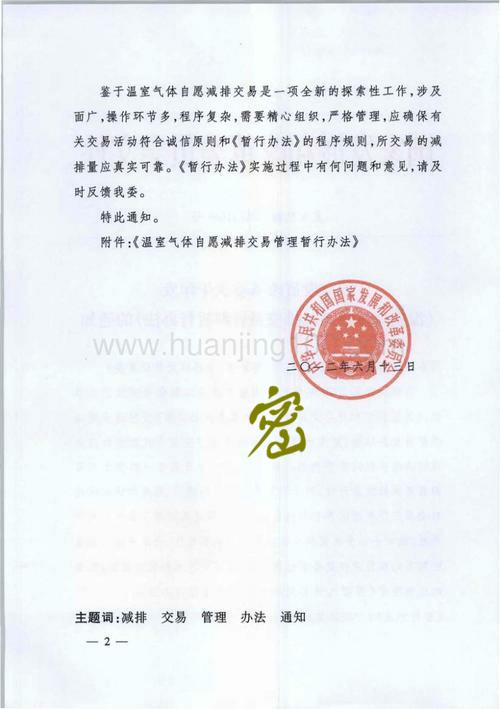 鉴于温室气体自愿减排交易是一项全新的探索性工作,涉及
面广,操作环节多,程序复杂,需要精心组织,严格管理,应确保有
关交易活动符合诚信原则和《暂行办法》的程序规则,所交易的减
排量应真实可靠。《暂行办法》实施过程中有何问题和意见,请及
时反馈我委。
特此通知。
附件:《温室气体自愿减排交易管理暂行办法》
中华人民共和国国家发展和改革委员会
www.huanjing
二〇一二年六月十三日
密
主题词:减排 交易 管理 办法 通知
— 2 —